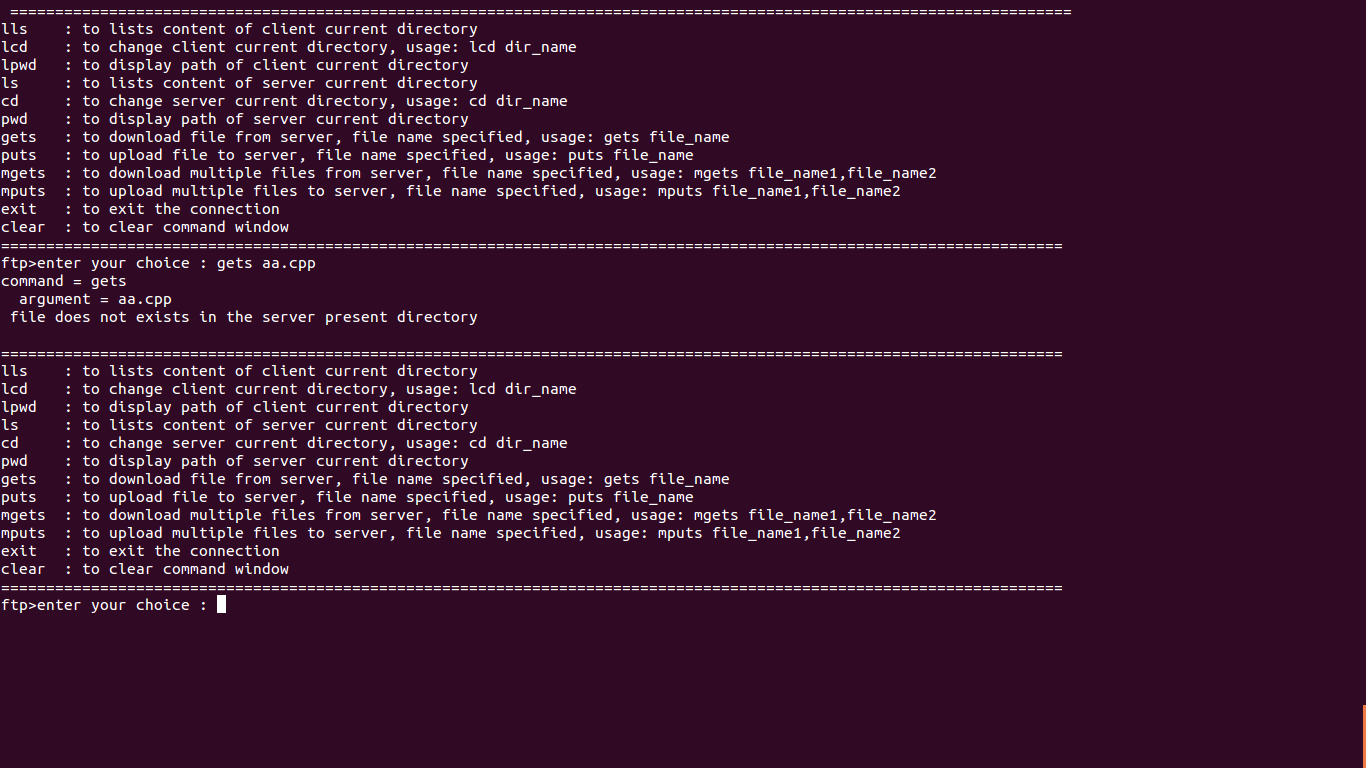 ======================================================================================================================
lls    : to lists content of client current directory
lcd    : to change client current directory, usage: lcd dir_name
lpwd   : to display path of client current directory
ls     : to lists content of server current directory
cd     : to change server current directory, usage: cd dir_name
pwd    : to display path of server current directory
gets   : to download file from server, file name specified, usage: gets file_name
puts   : to upload file to server, file name specified, usage: puts file_name
mgets  : to download multiple files from server, file name specified, usage: mgets file_name1,file_name2
mputs  : to upload multiple files to server, file name specified, usage: mputs file_name1,file_name2
exit   : to exit the connection
clear  : to clear command window
======================================================================================================================
ftp>enter your choice : gets aa.cpp
command = gets
  argument = aa.cpp
 file does not exists in the server present directory
======================================================================================================================
lls    : to lists content of client current directory
lcd    : to change client current directory, usage: lcd dir_name
lpwd   : to display path of client current directory
ls     : to lists content of server current directory
cd     : to change server current directory, usage: cd dir_name
pwd    : to display path of server current directory
gets   : to download file from server, file name specified, usage: gets file_name
puts   : to upload file to server, file name specified, usage: puts file_name
mgets  : to download multiple files from server, file name specified, usage: mgets file_name1,file_name2
mputs  : to upload multiple files to server, file name specified, usage: mputs file_name1,file_name2
exit   : to exit the connection
clear  : to clear command window
======================================================================================================================
ftp>enter your choice :